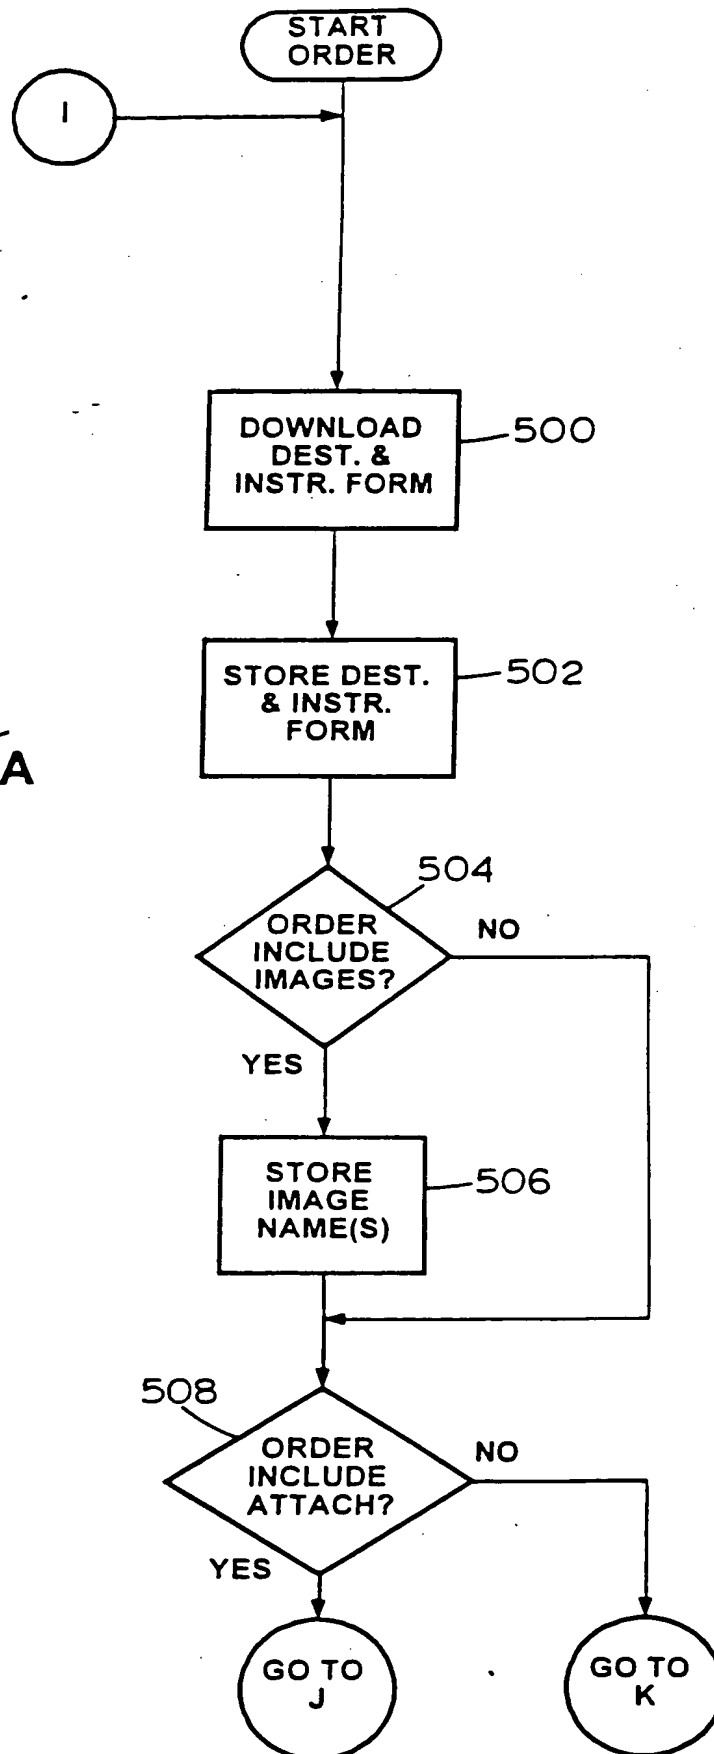 START
ORDER
I
DOWNLOAD
DEST. &
INSTR. FORM
500
STORE DEST.
& INSTR.
FORM
502
A
504
ORDER
INCLUDE
IMAGES?
NO
YES
STORE
IMAGE
NAME(S)
506
508
ORDER
INCLUDE
ATTACH?
NO
YES
GO TO
J
GO TO
K